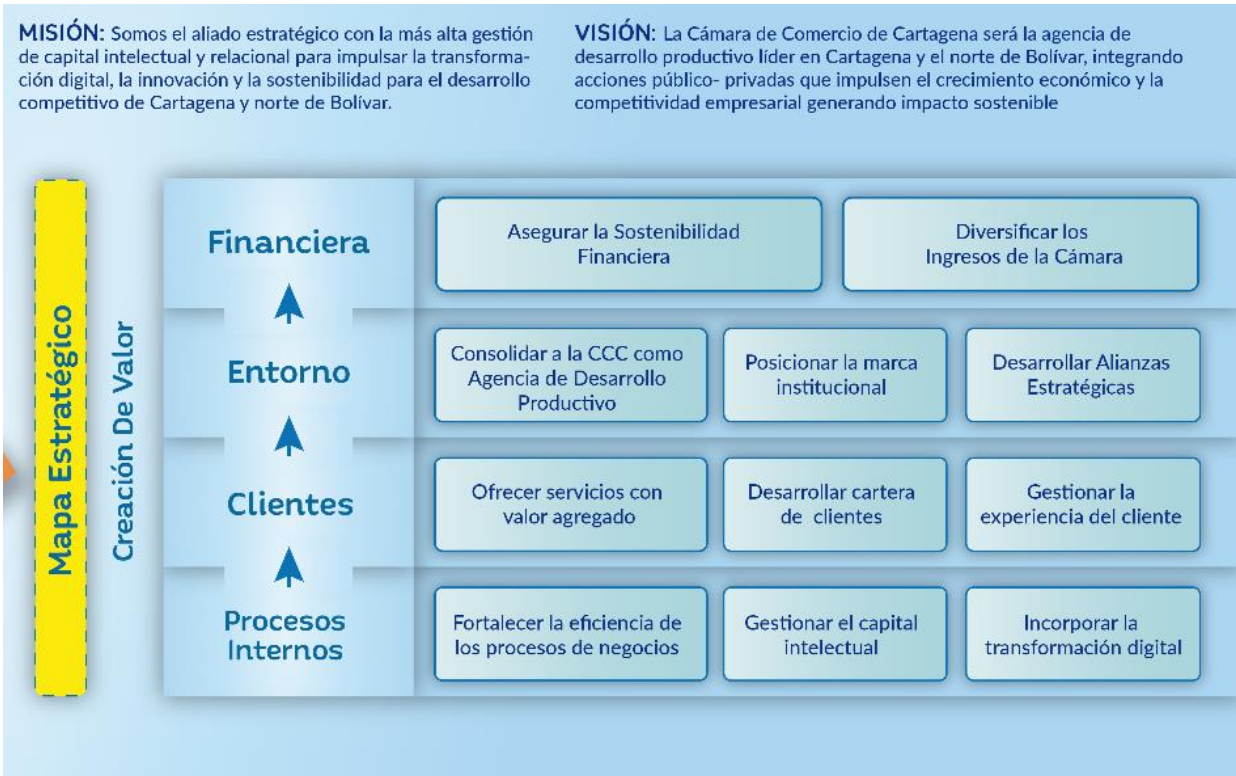 MISIÓN: Somos el aliado estratégico con la más alta gestión
de capital intelectual y relacional para impulsar la transforma-
ción digital, la innovación y la sostenibilidad para el desarrollo
competitivo de Cartagena y norte de Bolívar.
VISIÓN: La Cámara de Comercio de Cartagena será la agencia de
desarrollo productivo líder en Cartagena y el norte de Bolívar, integrando
acciones público- privadas que impulsen el crecimiento económico y la
competitividad empresarial generando impacto sostenible
Mapa Estratégico
Creación De Valor
Financiera
Asegurar la Sostenibilidad
Financiera
Diversificar los
Ingresos de la Cámara
Entorno
Consolidar a la CCC como
Agencia de Desarrollo
Productivo
Posicionar la marca
institucional
Desarrollar Alianzas
Estratégicas
Clientes
Ofrecer servicios con
valor agregado
Desarrollar cartera
de clientes
Gestionar la
experiencia del cliente
Procesos
Internos
Fortalecer la eficiencia de
los procesos de negocios
Gestionar el capital
intelectual
Incorporar la
transformación digital